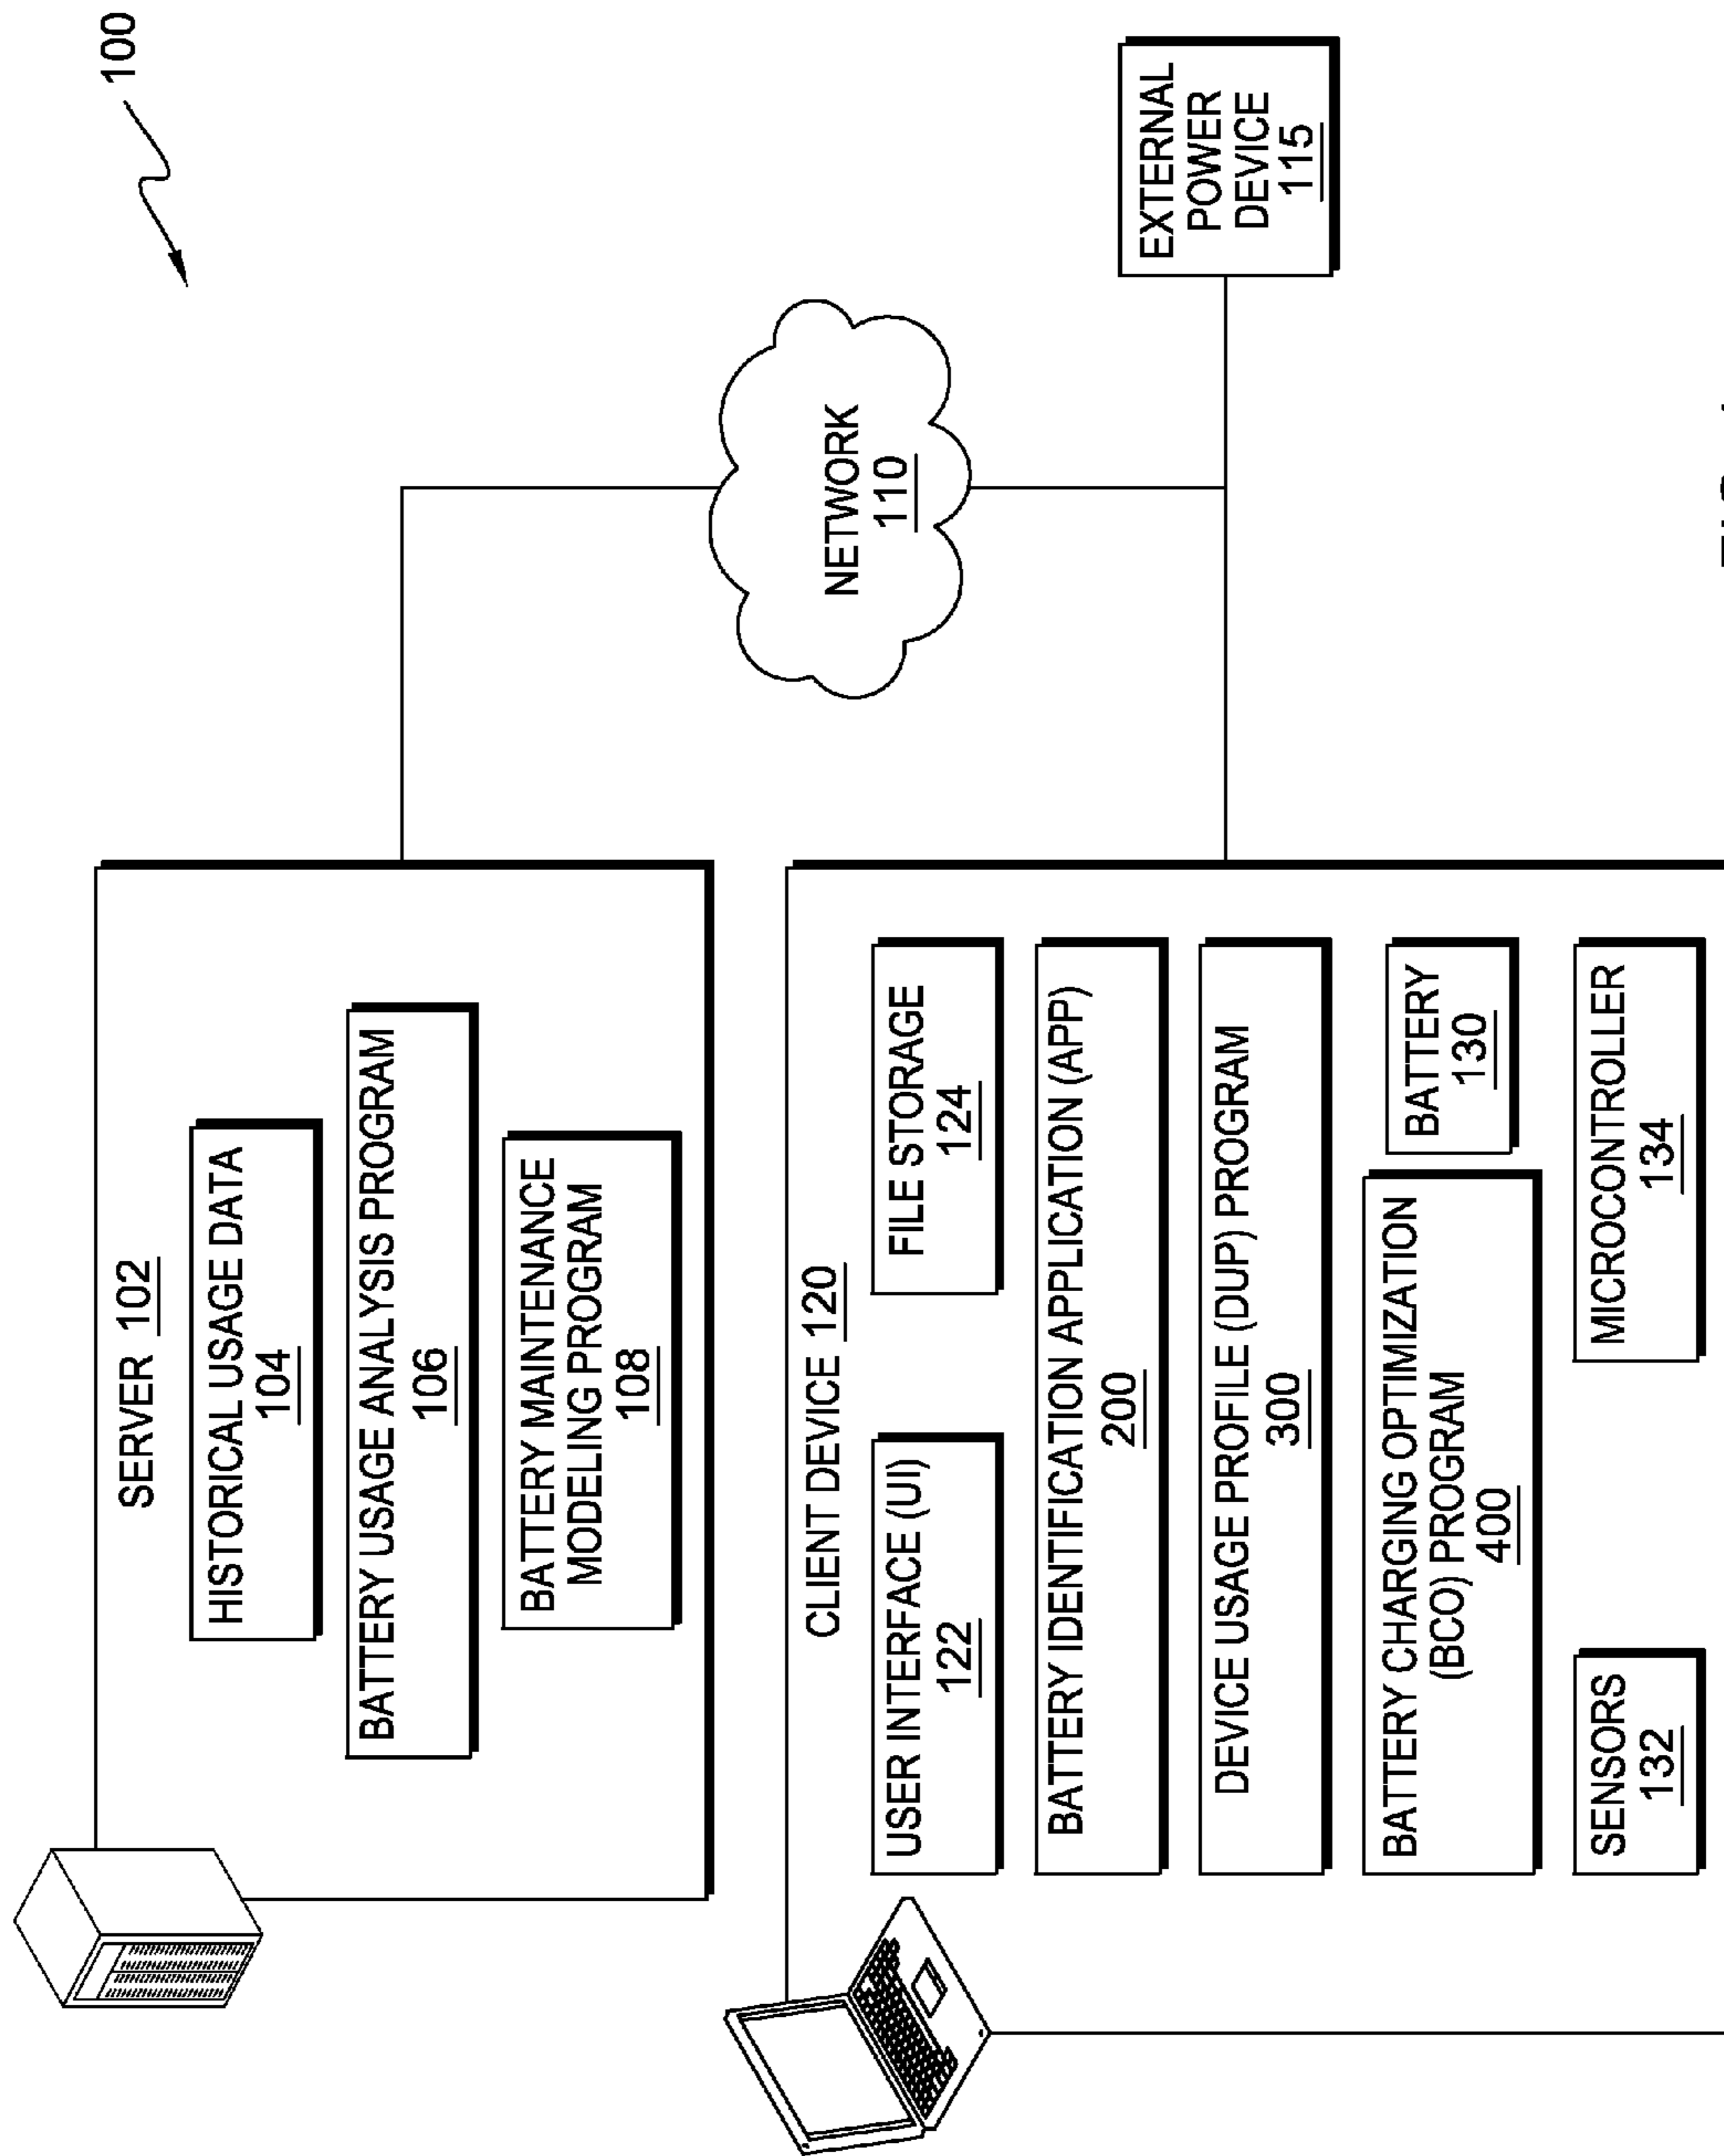 100
SERVER 102
HISTORICAL USAGE DATA
104
BATTERY USAGE ANALYSIS PROGRAM
106
BATTERY MAINTENANCE
MODELING PROGRAM
108
NETWORK
110
CLIENT DEVICE 120
USER INTERFACE (UI)
122
FILE STORAGE
124
BATTERY IDENTIFICATION APPLICATION (APP)
200
DEVICE USAGE PROFILE (DUP) PROGRAM
300
BATTERY CHARGING OPTIMIZATION
(BCO) PROGRAM
400
BATTERY
130
SENSORS
132
MICROCONTROLLER
134
EXTERNAL
POWER
DEVICE
115